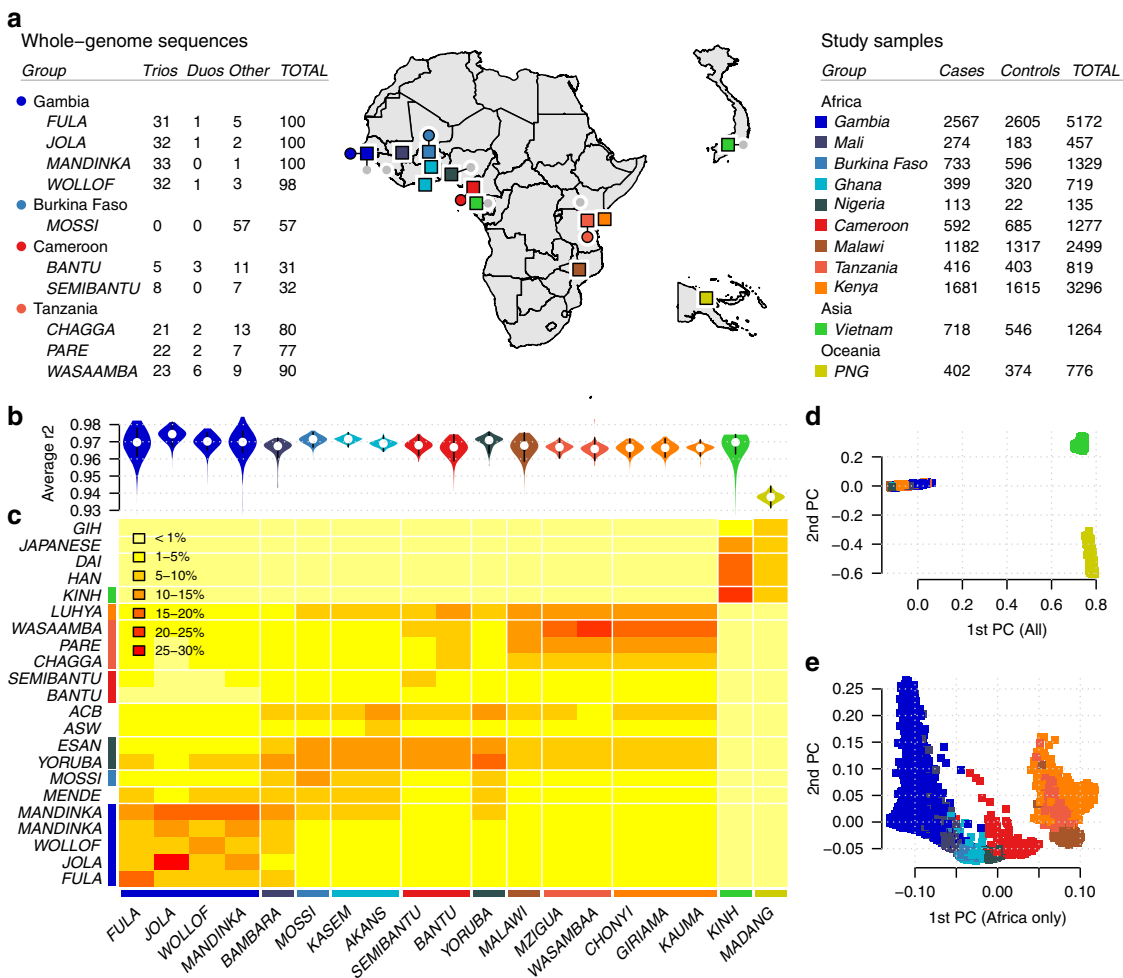 a
Whole-genome sequences
Group Trios Duos Other TOTAL
Gambia
FULA 31 1 5 100
JOLA 32 1 2 100
MANDINKA 33 0 1 100
WOLLOF 32 1 3 98
Burkina Faso
MOSSI 0 0 57 57
Cameroon
BANTU 5 3 11 31
SEMIBANTU 8 0 7 32
Tanzania
CHAGGA 21 2 13 80
PARE 22 2 7 77
WASAAMBA 23 6 9 90
Study samples
Group Cases Controls TOTAL
Africa
Gambia 2567 2605 5172
Mali 274 183 457
Burkina Faso 733 596 1329
Ghana 399 320 719
Nigeria 113 22 135
Cameroon 592 685 1277
Malawi 1182 1317 2499
Tanzania 416 403 819
Kenya 1681 1615 3296
Asia
Vietnam 718 546 1264
Oceania
PNG 402 374 776
b
Average r2
0.98
0.97
0.96
0.94
0.93
c
GIH
JAPANESE
DAI
HAN
KINH
LUHYA
WASAAMBA
PARE
CHAGGA
SEMIBANTU
BANTU
ACB
ASW
ESAN
YORUBA
MOSSI
MENDE
MANDINKA
MANDINKA
WOLLOF
JOLA
FULA
< 1%
1–5%
5–10%
10–15%
15–20%
20–25%
25–30%
FULA
JOLA
WOLLOF
MANDINKA
BAMBARA
MOSSI
KASEM
AKANS
SEMIBANTU
BANTU
YORUBA
MALAWI
MZIGUA
WASAMBAA
CHONYI
GIRIAMA
KAUMA
KINH
MADANG
d
2nd PC
0.2
0.0
−0.2
−0.4
−0.6
0.0 0.2 0.4 0.6 0.8
1st PC (All)
e
2nd PC
0.25
0.20
0.15
0.10
0.05
0.00
−0.05
−0.10 0.00 0.10
1st PC (Africa only)